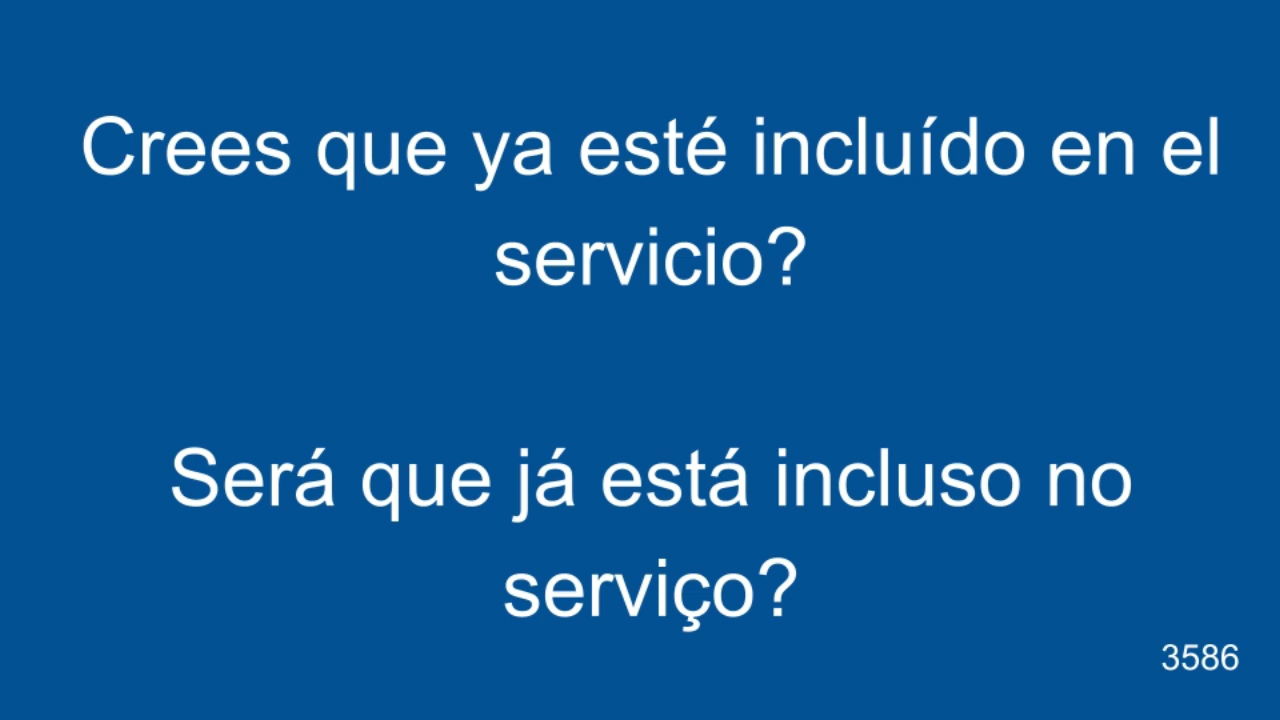 Crees que ya esté incluído en el
servicio?
Será que já está incluso no
serviço?
3586